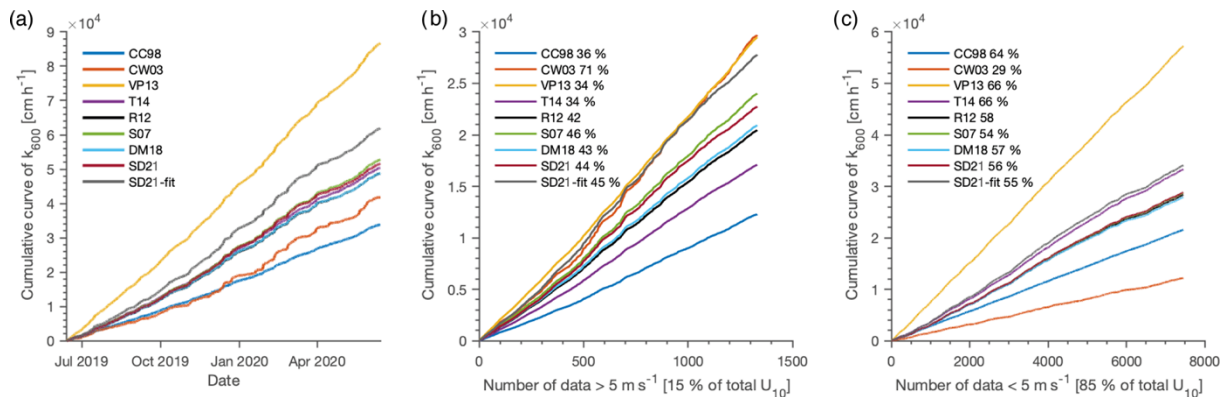 (a)
×10⁴
9
8
7
6
5
4
3
2
1
0
Cumulative curve of k₆₀₀ [cm h⁻¹]
CC98
CW03
VP13
T14
R12
S07
DM18
SD21
SD21-fit
Jul 2019 Oct 2019 Jan 2020 Apr 2020
Date
(b)
×10⁴
3
2.5
2
1.5
1
0.5
0
Cumulative curve of k₆₀₀ [cm h⁻¹]
CC98 36 %
CW03 71 %
VP13 34 %
T14 34 %
R12 42
S07 46 %
DM18 43 %
SD21 44 %
SD21-fit 45 %
0 500 1000 1500
Number of data > 5 m s⁻¹ [15 % of total U₁₀]
(c)
×10⁴
6
5
4
3
2
1
0
Cumulative curve of k₆₀₀ [cm h⁻¹]
CC98 64 %
CW03 29 %
VP13 66 %
T14 66 %
R12 58
S07 54 %
DM18 57 %
SD21 56 %
SD21-fit 55 %
0 2000 4000 6000 8000
Number of data < 5 m s⁻¹ [85 % of total U₁₀]